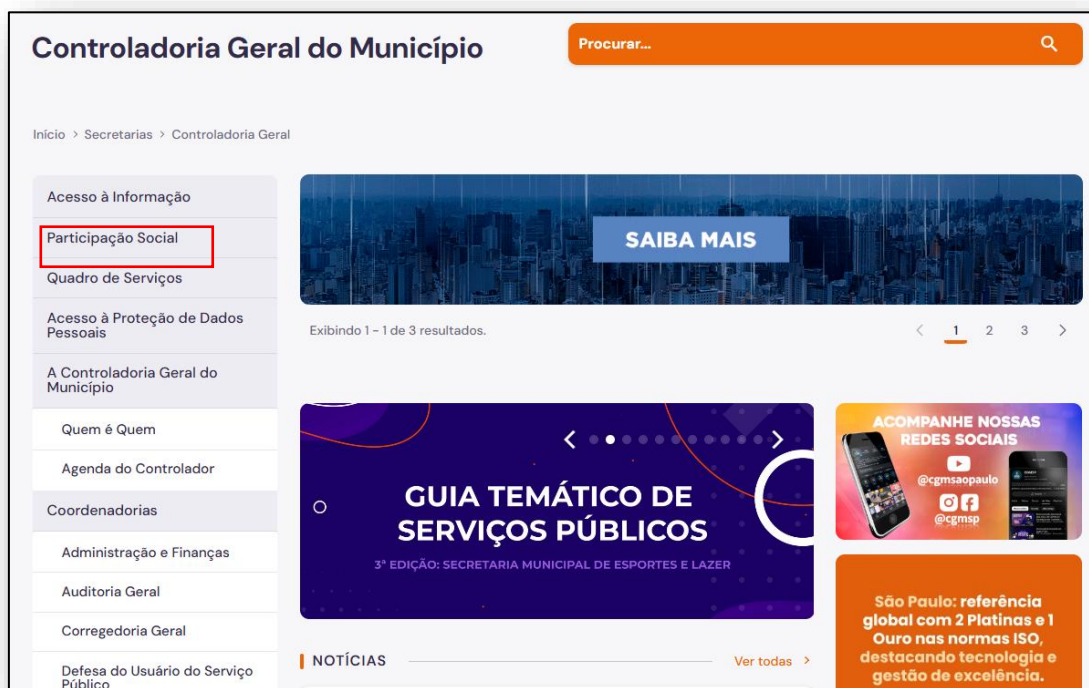 Controladoria Geral do Município
Procurar...
Início > Secretarias > Controladoria Geral
Acesso à Informação
Participação Social
Quadro de Serviços
Acesso à Proteção de Dados
Pessoais
A Controladoria Geral do
Município
Quem é Quem
Agenda do Controlador
Coordenadorias
Administração e Finanças
Auditoria Geral
Corregedoria Geral
Defesa do Usuário do Serviço
Público
SAIBA MAIS
Exibindo 1 - 1 de 3 resultados.
< 1 2 3 >
GUIA TEMÁTICO DE
SERVIÇOS PÚBLICOS
3ª EDIÇÃO: SECRETARIA MUNICIPAL DE ESPORTES E LAZER
ACOMPANHE NOSSAS
REDES SOCIAIS
@cgmsaopaulo
@cgmsp
NOTÍCIAS
Ver todas >
São Paulo: referência
global com 2 Platinas e 1
Ouro nas normas ISO,
destacando tecnologia e
gestão de excelência.